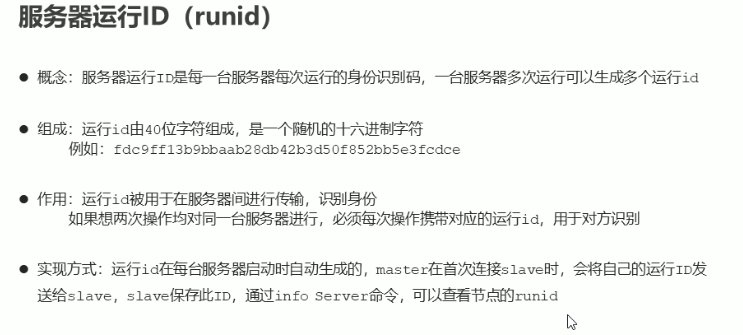 服务器运行ID（runid）
● 概念：服务器运行ID是每一台服务器每次运行的身份识别码，一台服务器多次运行可以生成多个运行id
● 组成：运行id由40位字符组成，是一个随机的十六进制字符
例如：fdc9ff13b9bbaab28db42b3d50f852bb5e3fcdce
● 作用：运行id被用于在服务器间进行传输，识别身份
如果想两次操作均对同一台服务器进行，必须每次操作携带对应的运行id，用于对方识别
● 实现方式：运行id在每台服务器启动时自动生成的，master在首次连接slave时，会将自己的运行ID发
送给slave，slave保存此ID，通过info Server命令，可以查看节点的runid